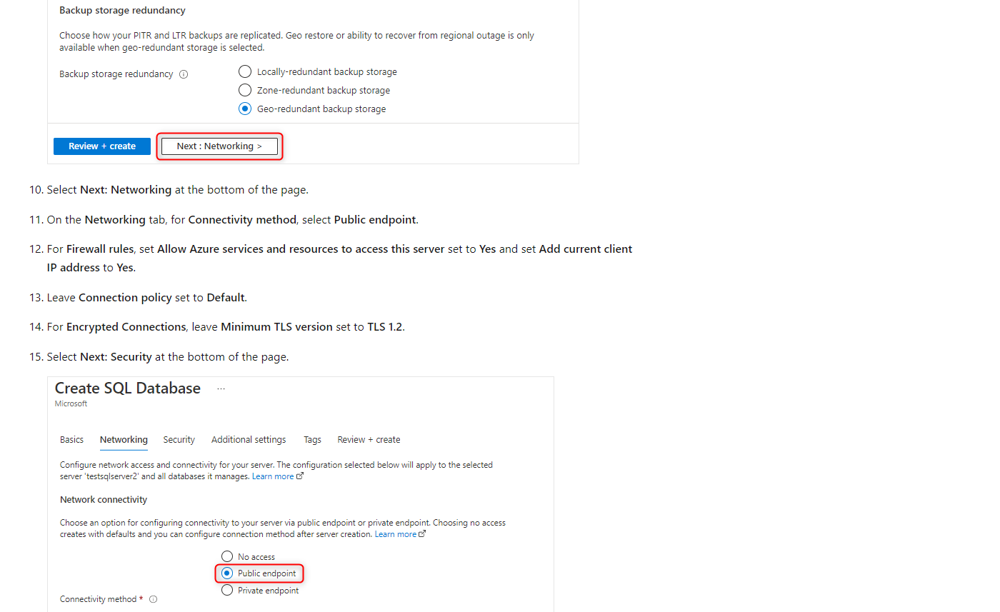 Backup storage redundancy
Choose how your PITR and LTR backups are replicated. Geo restore or ability to recover from regional outage is only
available when geo-redundant storage is selected.
Backup storage redundancy
Locally-redundant backup storage
Zone-redundant backup storage
Geo-redundant backup storage
Review + create
Next : Networking >
10. Select Next: Networking at the bottom of the page.
11. On the Networking tab, for Connectivity method, select Public endpoint.
12. For Firewall rules, set Allow Azure services and resources to access this server set to Yes and set Add current client
IP address to Yes.
13. Leave Connection policy set to Default.
14. For Encrypted Connections, leave Minimum TLS version set to TLS 1.2.
15. Select Next: Security at the bottom of the page.
Create SQL Database ...
Microsoft
Basics Networking Security Additional settings Tags Review + create
Configure network access and connectivity for your server. The configuration selected below will apply to the selected
server 'testsqlserver2' and all databases it manages. Learn more
Network connectivity
Choose an option for configuring connectivity to your server via public endpoint or private endpoint. Choosing no access
creates with defaults and you can configure connection method after server creation. Learn more
No access
Public endpoint
Private endpoint
Connectivity method *